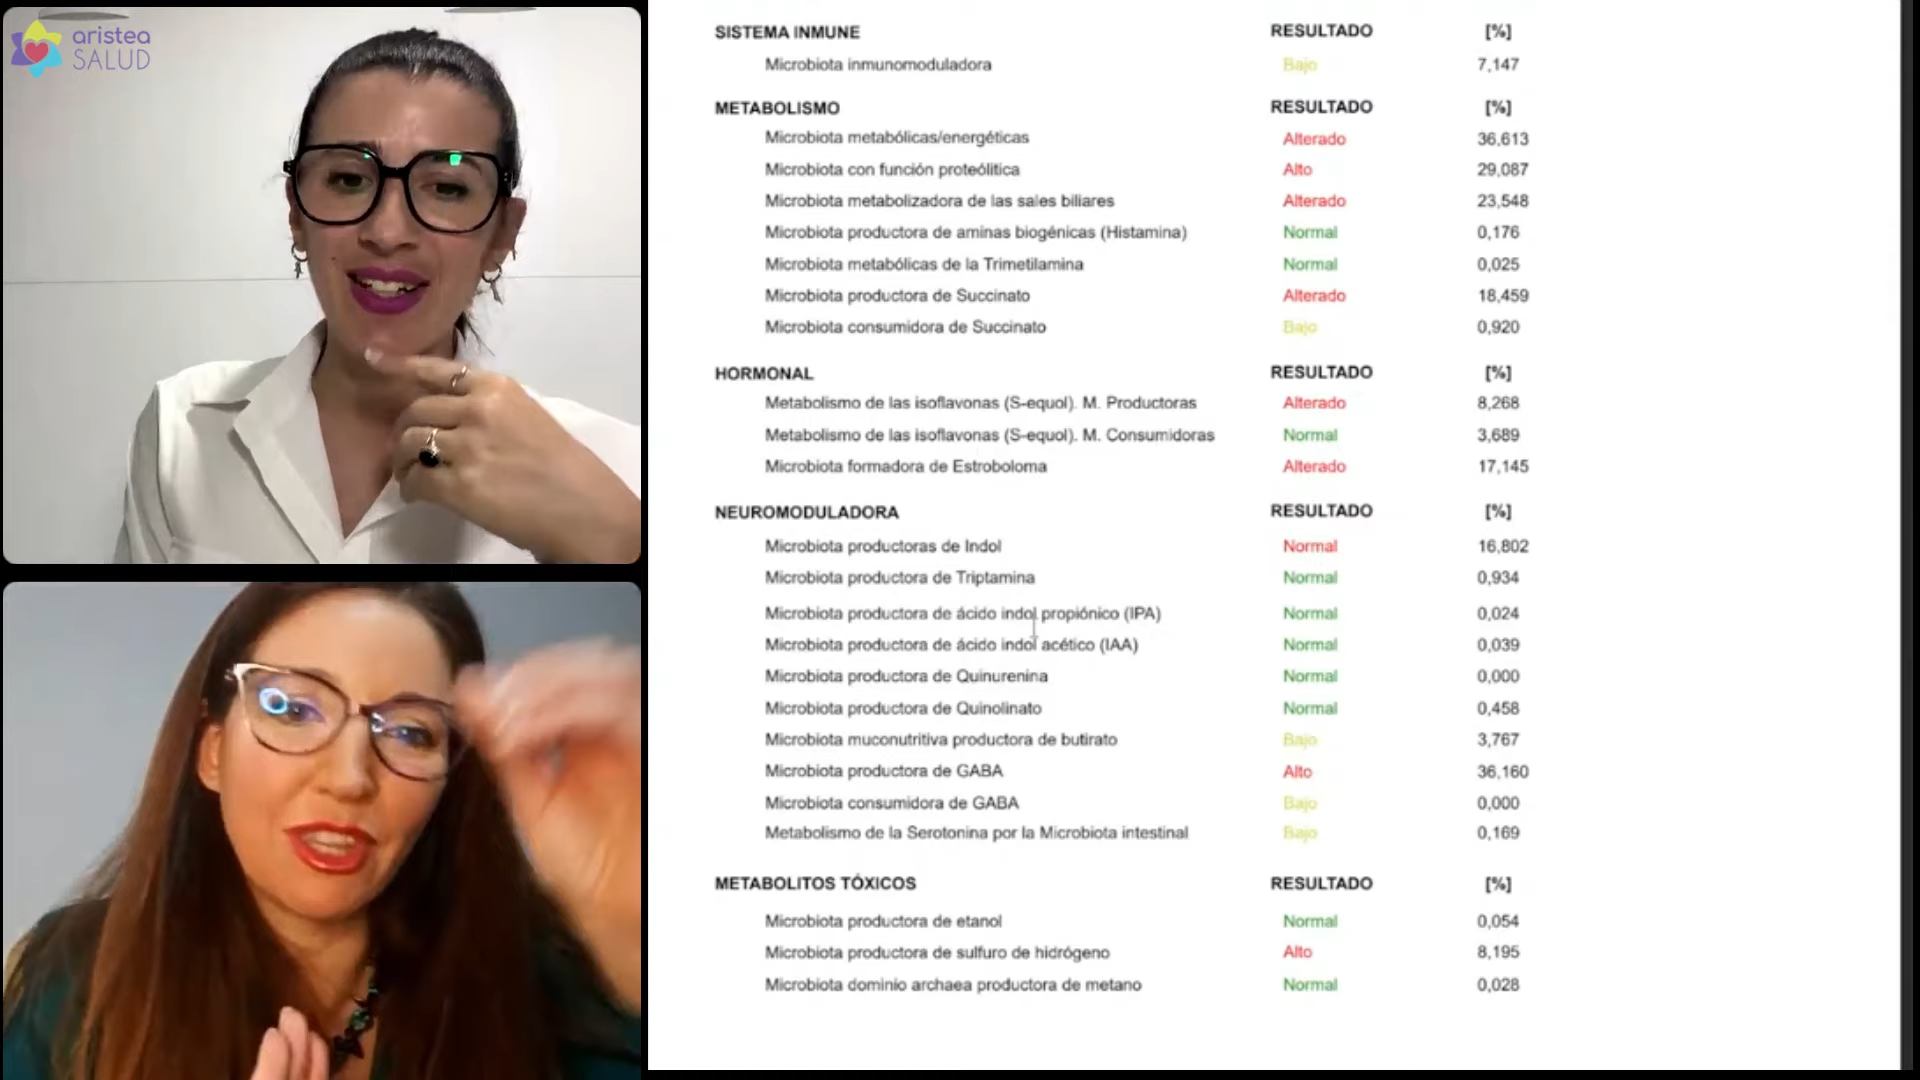 aristea
SALUD
SISTEMA INMUNE RESULTADO [%]
Microbiota inmunomoduladora Bajo 7,147
METABOLISMO RESULTADO [%]
Microbiota metabólicas/energéticas Alterado 36,613
Microbiota con función proteólitica Alto 29,087
Microbiota metabolizadora de las sales biliares Alterado 23,548
Microbiota productora de aminas biogénicas (Histamina) Normal 0,176
Microbiota metabólicas de la Trimetilamina Normal 0,025
Microbiota productora de Succinato Alterado 18,459
Microbiota consumidora de Succinato Bajo 0,920
HORMONAL RESULTADO [%]
Metabolismo de las isoflavonas (S-equol). M. Productoras Alterado 8,268
Metabolismo de las isoflavonas (S-equol). M. Consumidoras Normal 3,689
Microbiota formadora de Estroboloma Alterado 17,145
NEUROMODULADORA RESULTADO [%]
Microbiota productoras de Indol Normal 16,802
Microbiota productora de Triptamina Normal 0,934
Microbiota productora de ácido indol propiónico (IPA) Normal 0,024
Microbiota productora de ácido indol acético (IAA) Normal 0,039
Microbiota productora de Quinurenina Normal 0,000
Microbiota productora de Quinolinato Normal 0,458
Microbiota muconutritiva productora de butirato Bajo 3,767
Microbiota productora de GABA Alto 36,160
Microbiota consumidora de GABA Bajo 0,000
Metabolismo de la Serotonina por la Microbiota intestinal Bajo 0,169
METABOLITOS TÓXICOS RESULTADO [%]
Microbiota productora de etanol Normal 0,054
Microbiota productora de sulfuro de hidrógeno Alto 8,195
Microbiota dominio archaea productora de metano Normal 0,028